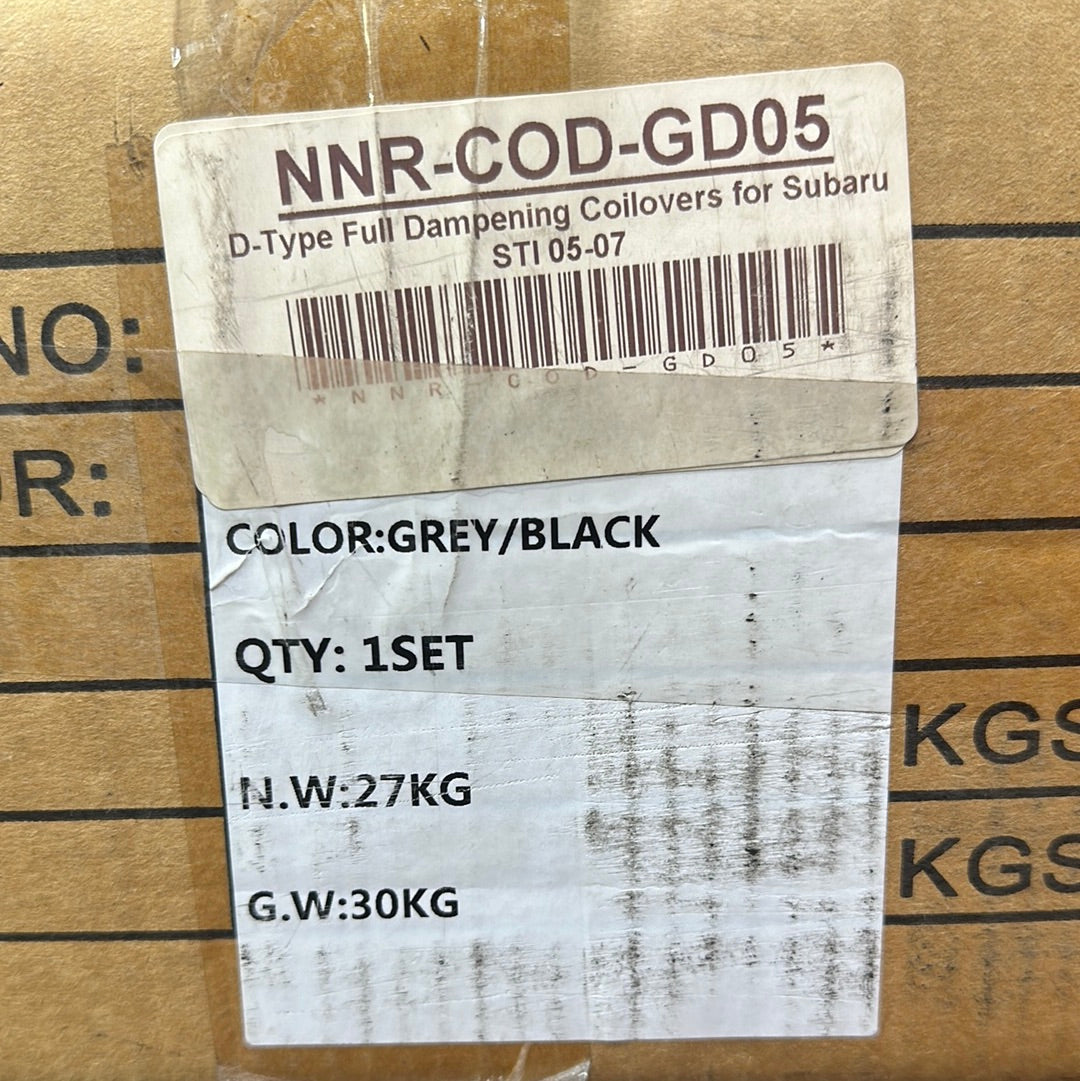 NNR-COD-GD05
D-Type Full Dampening Coilovers for Subaru
STI 05-07
*NNR-COD-GD05*
NO:
R:
COLOR:GREY/BLACK
QTY: 1SET
KGS
N.W:27KG
KGS
G.W:30KG